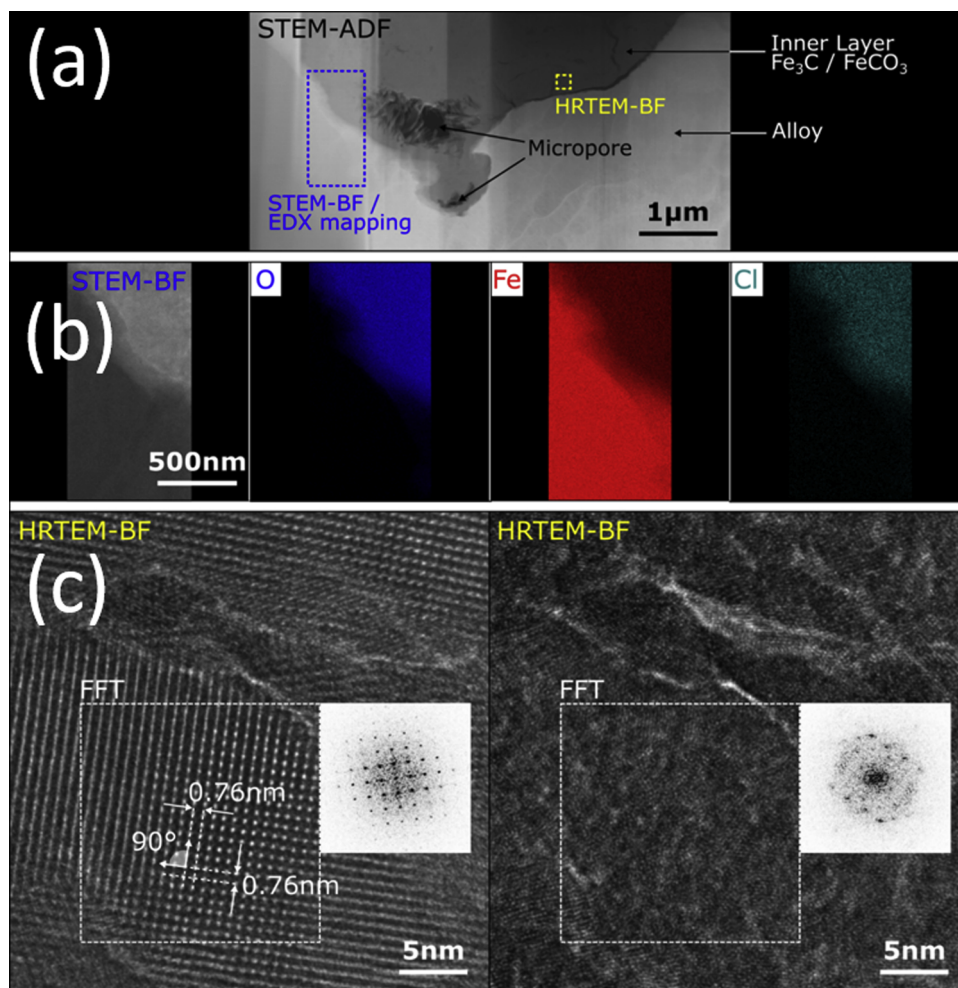 (a)
STEM-ADF
Inner Layer
Fe₃C / FeCO₃
HRTEM-BF
Alloy
Micropore
STEM-BF /
EDX mapping
1μm
(b)
STEM-BF
O
Fe
Cl
500nm
(c)
HRTEM-BF
FFT
0.76nm
90°
0.76nm
5nm
HRTEM-BF
FFT
5nm